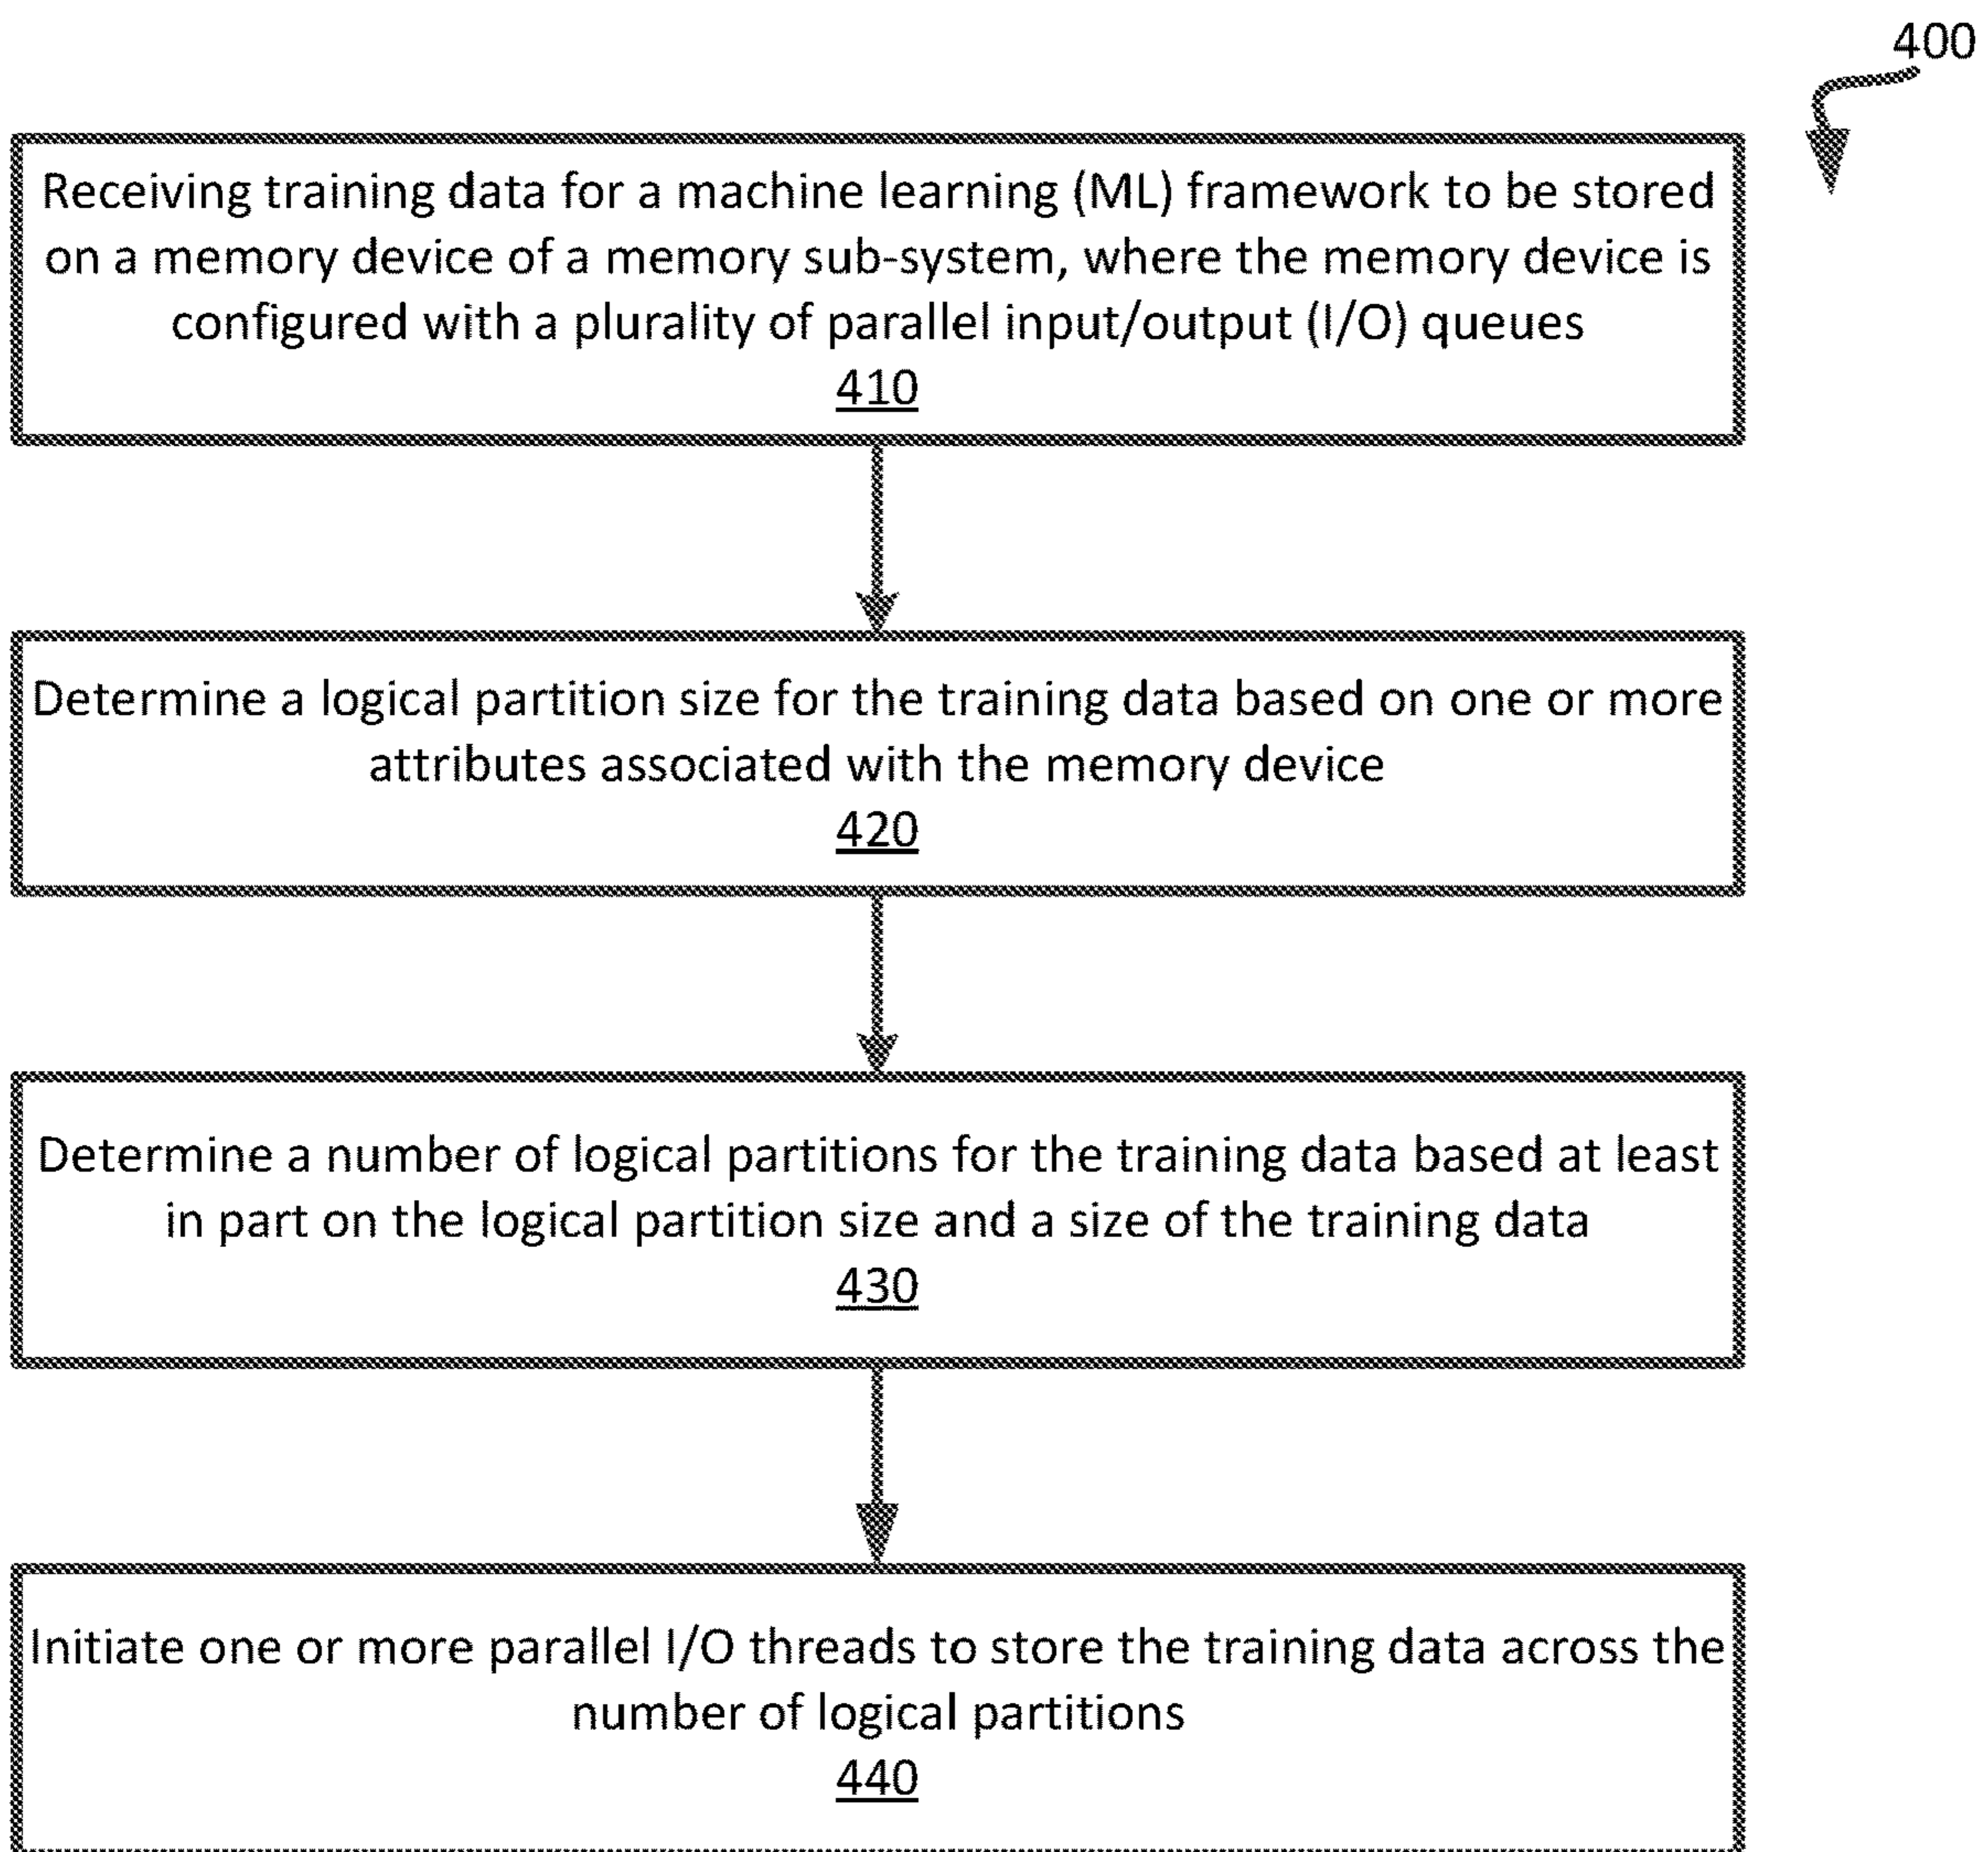 400
Receiving training data for a machine learning (ML) framework to be stored
on a memory device of a memory sub-system, where the memory device is
configured with a plurality of parallel input/output (I/O) queues
410
Determine a logical partition size for the training data based on one or more
attributes associated with the memory device
420
Determine a number of logical partitions for the training data based at least
in part on the logical partition size and a size of the training data
430
Initiate one or more parallel I/O threads to store the training data across the
number of logical partitions
440